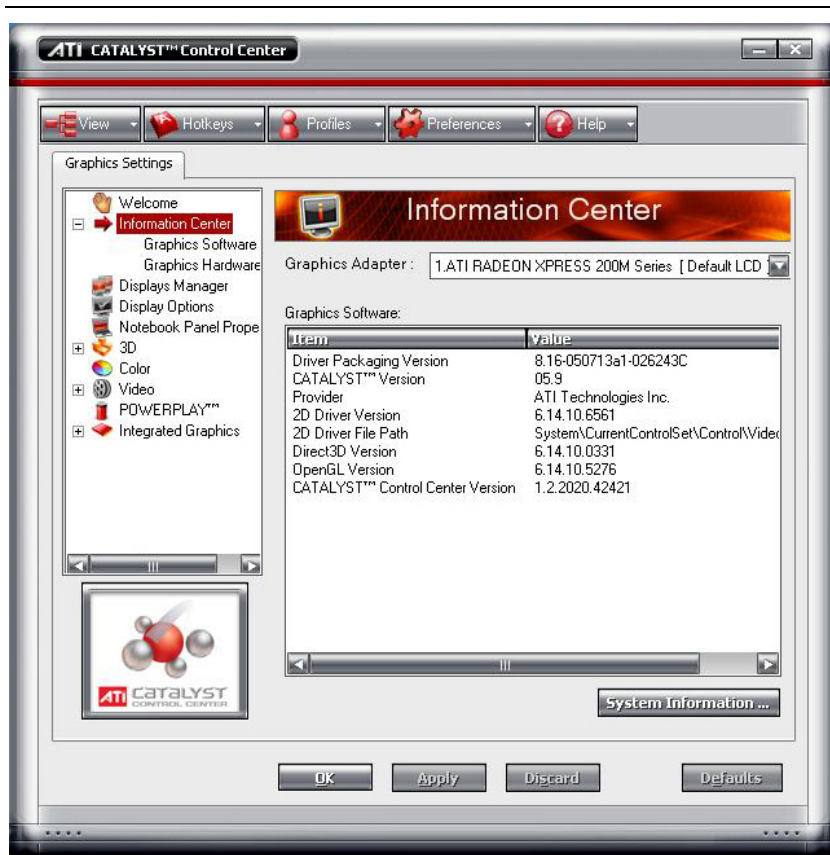 ATI CATALYST™ Control Center
View
Hotkeys
Profiles
Preferences
Help
Graphics Settings
Welcome
Information Center
Graphics Software
Graphics Hardware
Displays Manager
Display Options
Notebook Panel Prope
3D
Color
Video
POWERPLAY™
Integrated Graphics
ATI CATALYST
CONTROL CENTER
Information Center
Graphics Adapter : 1.ATI RADEON XPRESS 200M Series [ Default LCD ]
Graphics Software:
Item Value
Driver Packaging Version 8.16-050713a1-026243C
CATALYST™ Version 05.9
Provider ATI Technologies Inc.
2D Driver Version 6.14.10.6561
2D Driver File Path System\CurrentControlSet\Control\Video
Direct3D Version 6.14.10.0331
OpenGL Version 6.14.10.5276
CATALYST™ Control Center Version 1.2.2020.42421
System Information ...
OK Apply Discard Defaults